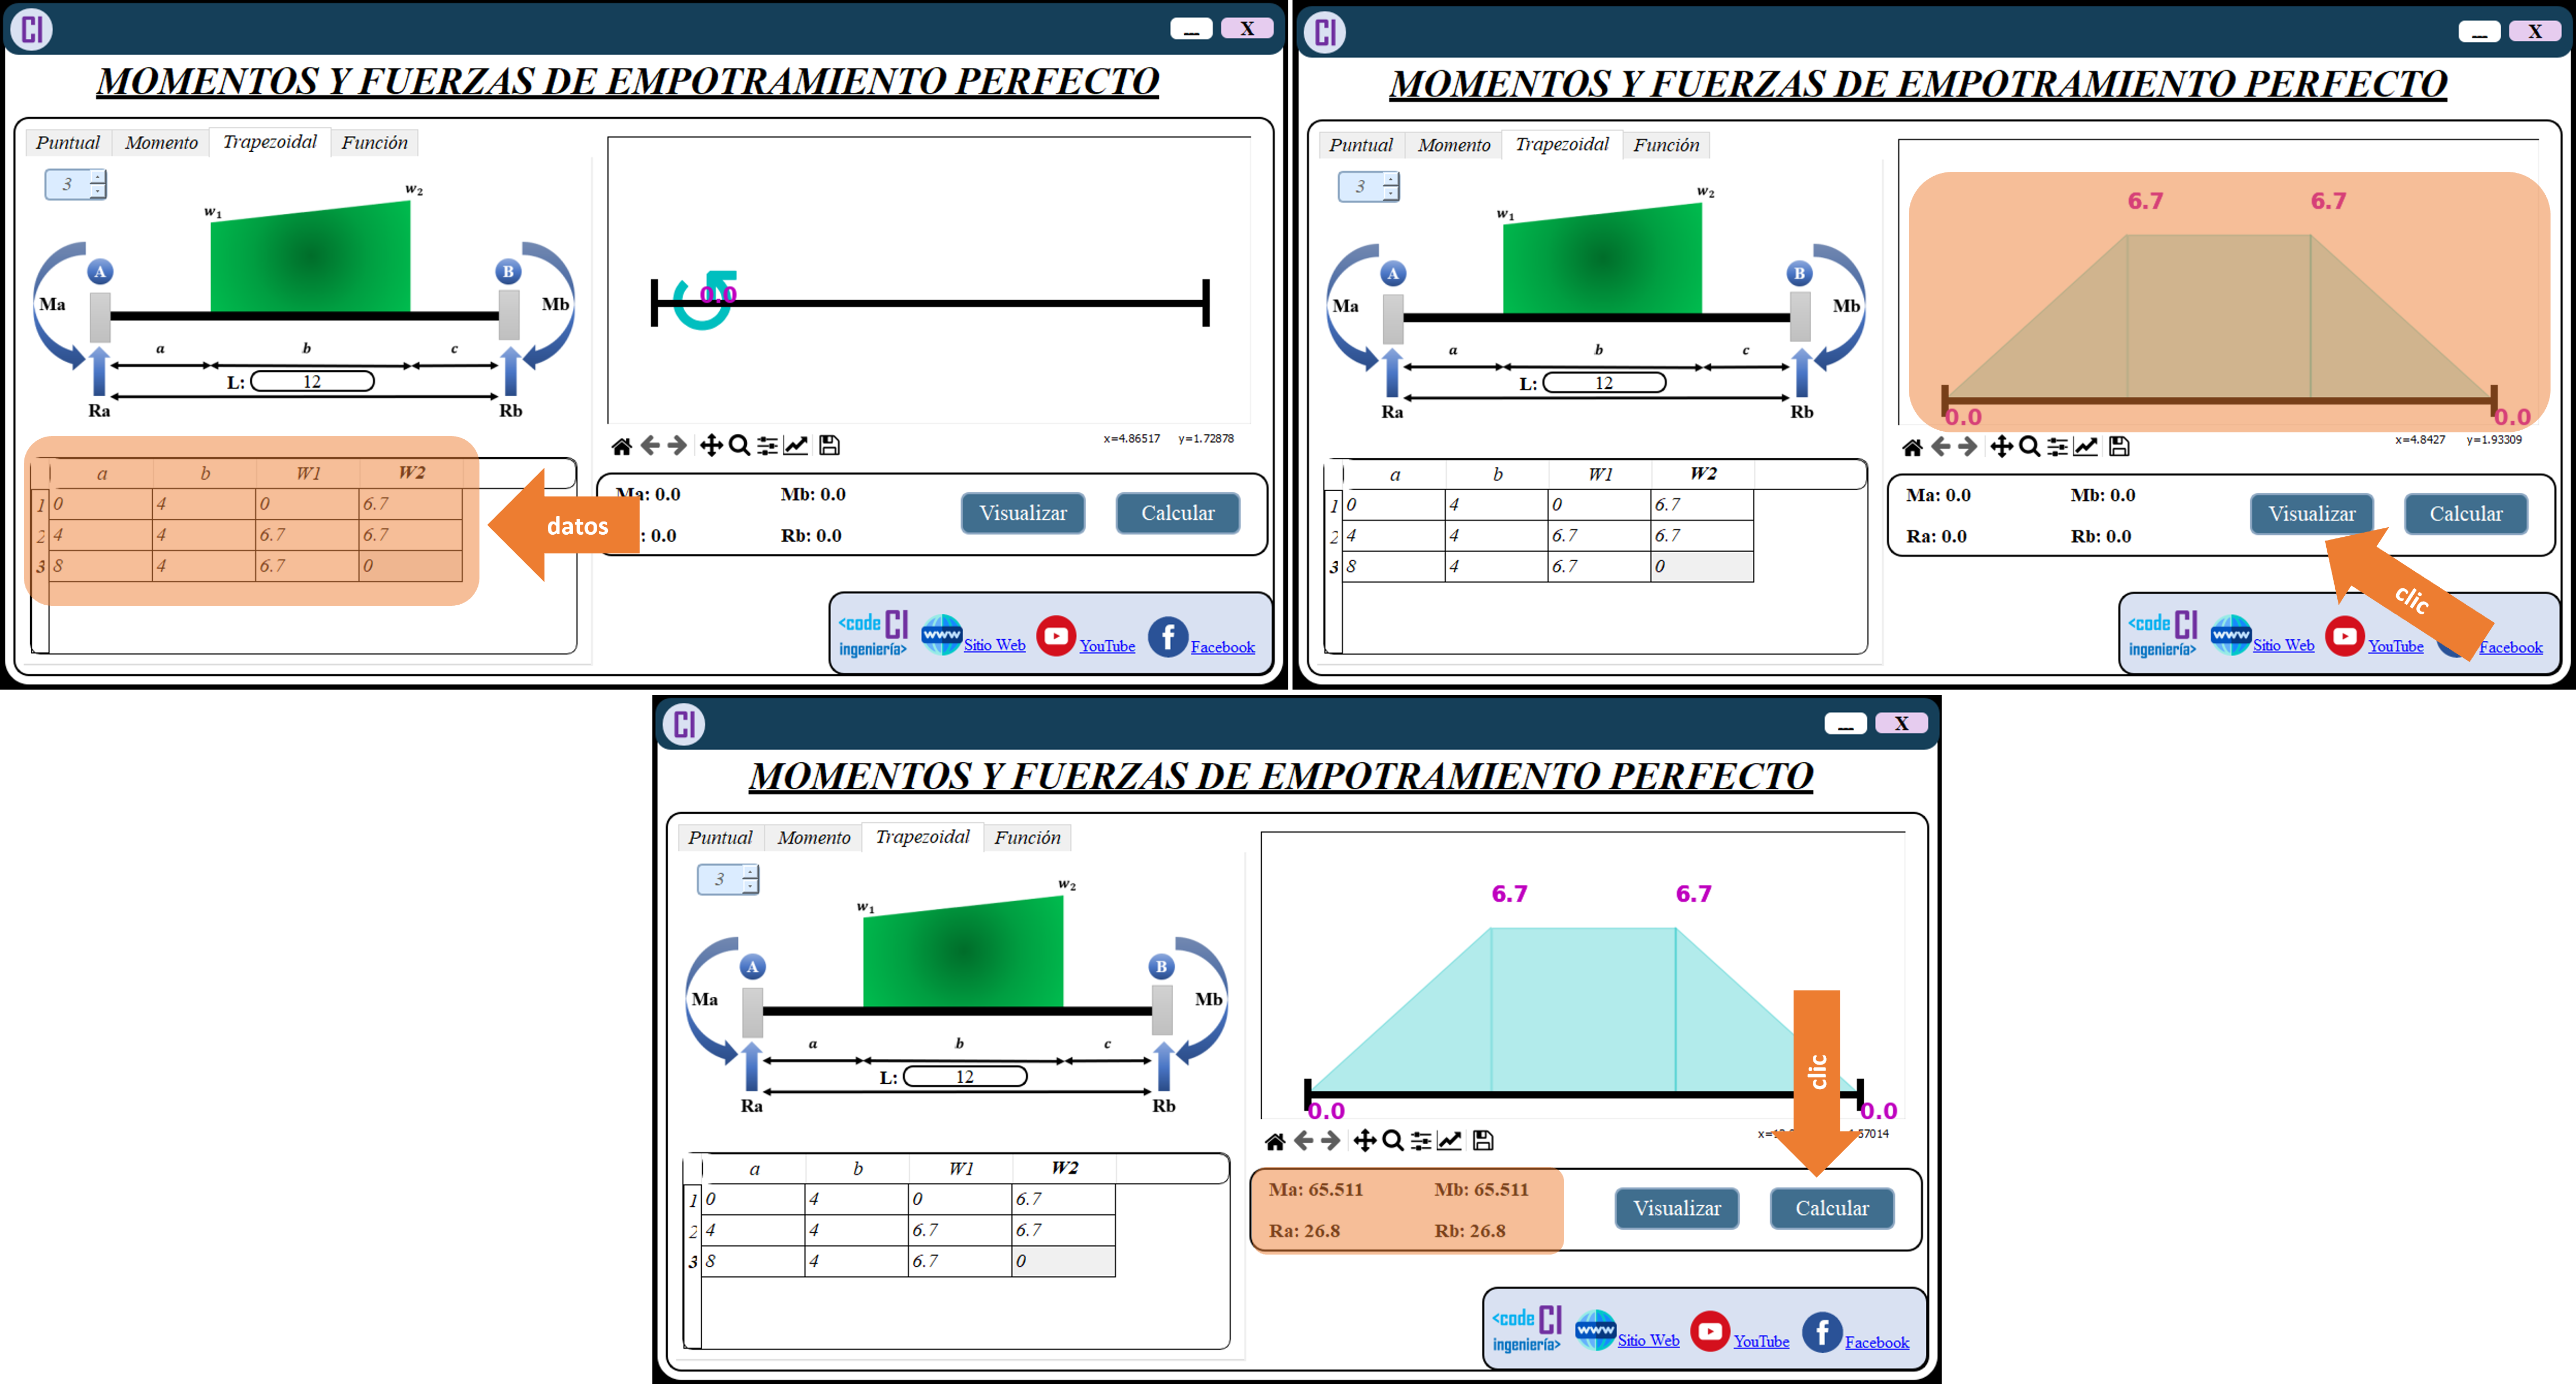 CI
... X
MOMENTOS Y FUERZAS DE EMPOTRAMIENTO PERFECTO
Puntual Momento Trapezoidal Función
3
w₁ w₂
A B
Ma Mb
a b c
L: 12
Ra Rb
a b W1 W2
1 0 4 0 6.7
2 4 4 6.7 6.7
3 8 4 6.7 0
datos
0.0
x=4.86517 y=1.72878
Ma: 0.0 Mb: 0.0
: 0.0 Rb: 0.0
Visualizar Calcular
<code CI
ingeniería>
www Sitio Web YouTube f Facebook
CI
... X
MOMENTOS Y FUERZAS DE EMPOTRAMIENTO PERFECTO
Puntual Momento Trapezoidal Función
3
w₁ w₂
A B
Ma Mb
a b c
L: 12
Ra Rb
a b W1 W2
1 0 4 0 6.7
2 4 4 6.7 6.7
3 8 4 6.7 0
6.7 6.7
0.0 0.0
x=4.8427 y=1.93309
Ma: 0.0 Mb: 0.0
Ra: 0.0 Rb: 0.0
Visualizar Calcular
clic
<code CI
ingeniería>
www Sitio Web YouTube Facebook
CI
... X
MOMENTOS Y FUERZAS DE EMPOTRAMIENTO PERFECTO
Puntual Momento Trapezoidal Función
3
w₁ w₂
A B
Ma Mb
a b c
L: 12
Ra Rb
a b W1 W2
1 0 4 0 6.7
2 4 4 6.7 6.7
3 8 4 6.7 0
6.7 6.7
clic
0.0 0.0
Ma: 65.511 Mb: 65.511
Ra: 26.8 Rb: 26.8
Visualizar Calcular
<code CI
ingeniería>
www Sitio Web YouTube f Facebook